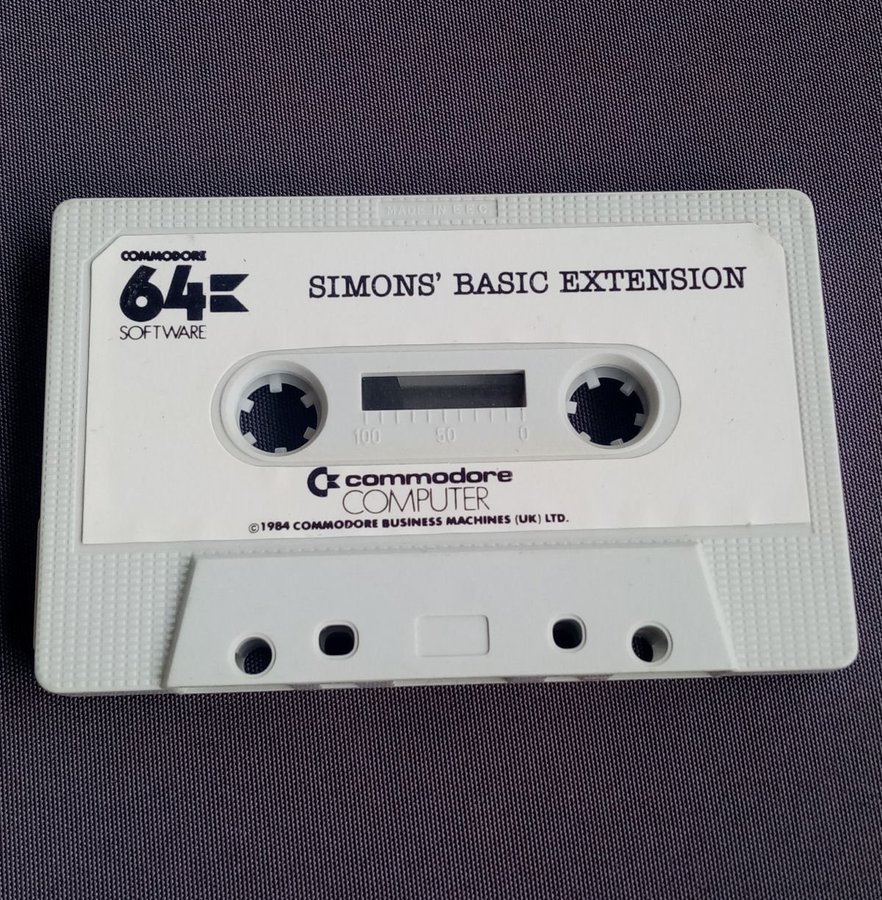 MADE IN EEC
COMMODORE
64
SOFTWARE
SIMONS' BASIC EXTENSION
100 50 0
commodore
COMPUTER
©1984 COMMODORE BUSINESS MACHINES (UK) LTD.